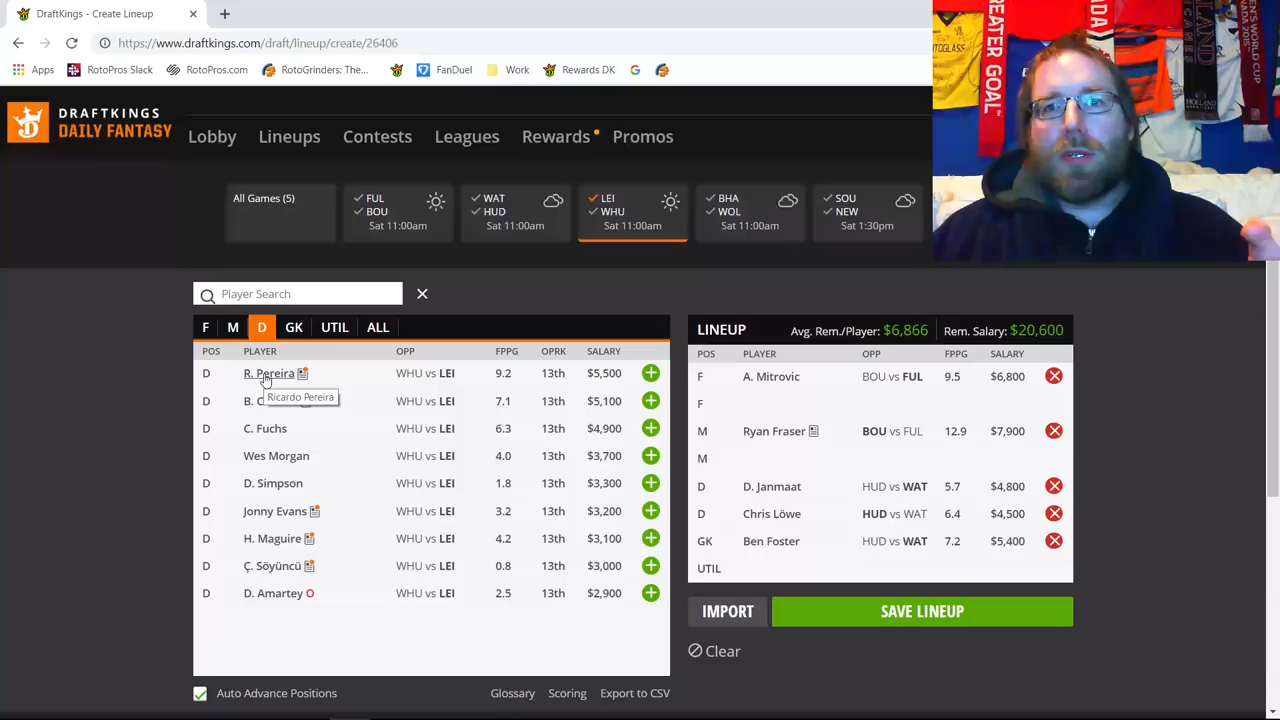 DraftKings - Create Lineup
https://www.draftkings.com/draft/lineup/create/26406
Apps RotoPros Slack RotoPros.com RotoGrinders: The... FanDuel Work Rewards DK
DRAFTKINGS
DAILY FANTASY
Lobby Lineups Contests Leagues Rewards Promos
All Games (5)
FUL
BOU
Sat 11:00am
WAT
HUD
Sat 11:00am
LEI
WHU
Sat 11:00am
BHA
WOL
Sat 11:00am
SOU
NEW
Sat 1:30pm
Player Search
F M D GK UTIL ALL
POS PLAYER OPP FPPG OPRK SALARY
D R. Pereira WHU vs LEI 9.2 13th $5,500
Ricardo Pereira
D B. C WHU vs LEI 7.1 13th $5,100
D C. Fuchs WHU vs LEI 6.3 13th $4,900
D Wes Morgan WHU vs LEI 4.0 13th $3,700
D D. Simpson WHU vs LEI 1.8 13th $3,300
D Jonny Evans WHU vs LEI 3.2 13th $3,200
D H. Maguire WHU vs LEI 4.2 13th $3,100
D Ç. Söyüncü WHU vs LEI 0.8 13th $3,000
D D. Amartey O WHU vs LEI 2.5 13th $2,900
Auto Advance Positions
Glossary Scoring Export to CSV
LINEUP Avg. Rem./Player: $6,866 Rem. Salary: $20,600
POS PLAYER OPP FPPG SALARY
F A. Mitrovic BOU vs FUL 9.5 $6,800
F
M Ryan Fraser BOU vs FUL 12.9 $7,900
M
D D. Janmaat HUD vs WAT 5.7 $4,800
D Chris Löwe HUD vs WAT 6.4 $4,500
GK Ben Foster HUD vs WAT 7.2 $5,400
UTIL
IMPORT SAVE LINEUP
Clear
GREATER GOAL
HOLLAND
WOMEN'S WORLD CUP
CANADA 2015